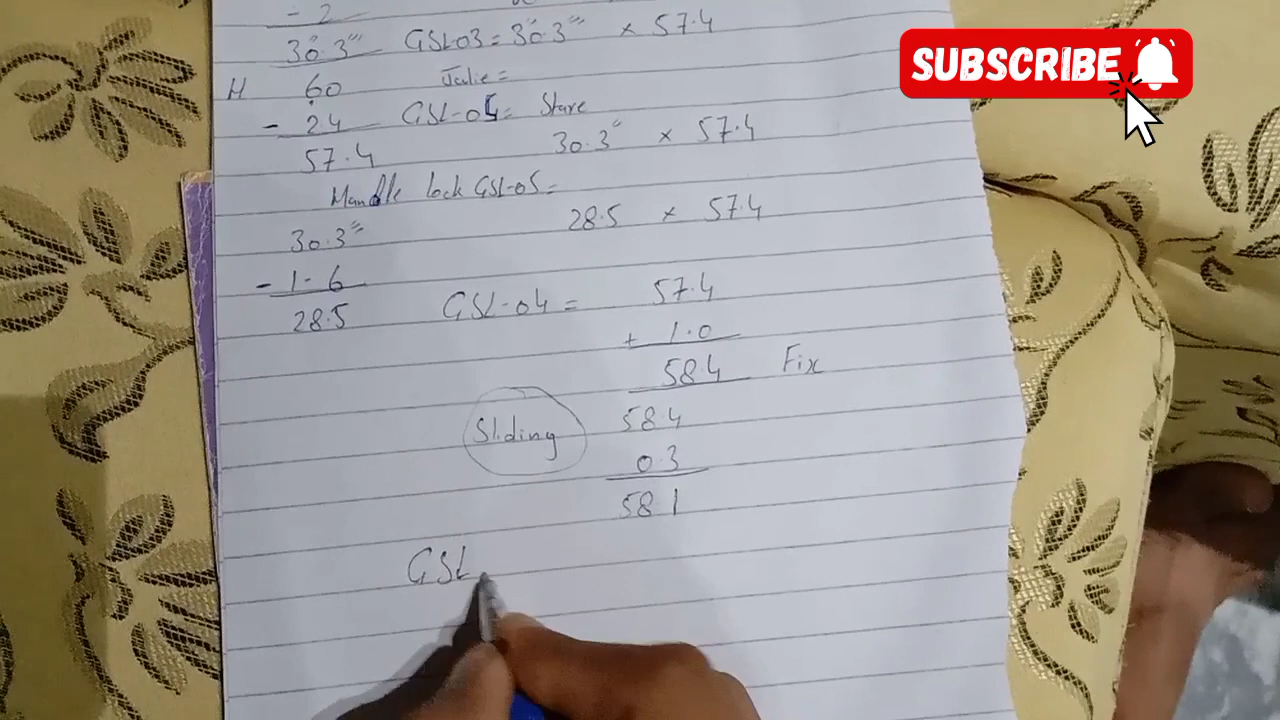 - 2
30.3''' GSL-03 = 30.3''' × 57.4
SUBSCRIBE
H 60 Jalie =
- 24 GSL-05 = Stare
57.4 30.3'' × 57.4
Handle lock GSL-05 =
30.3''' 28.5 × 57.4
- 1-6
28.5 GSL-04 = 57.4
+ 1.0
58.4 Fix
Sliding 58.4
0.3
58.1
GSL